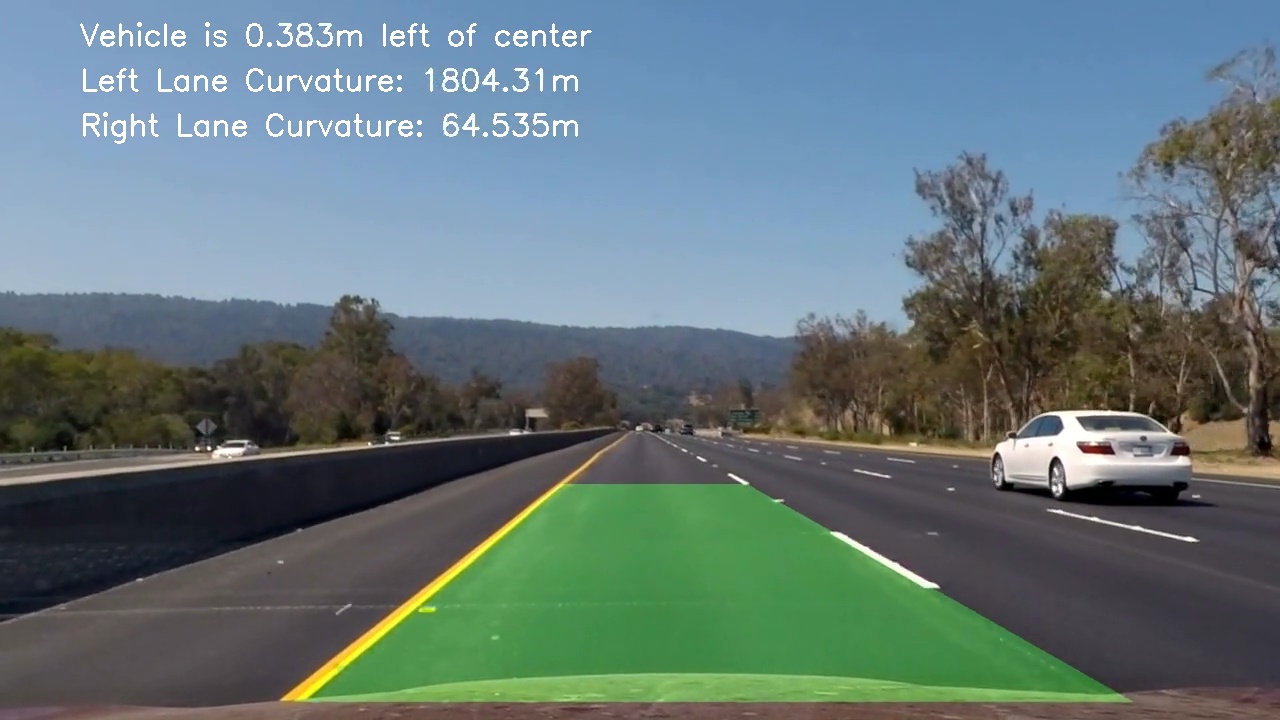 Vehicle is 0.383m left of center
Left Lane Curvature: 1804.31m
Right Lane Curvature: 64.535m